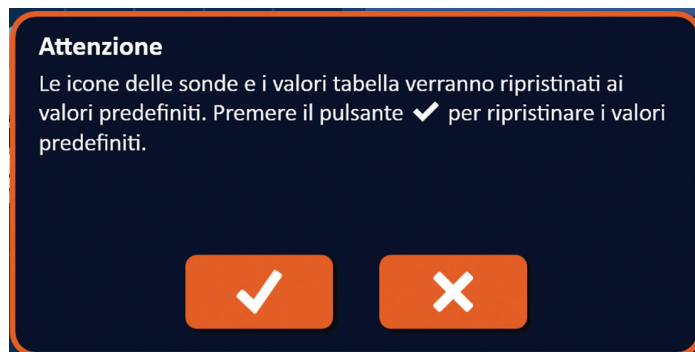 Attenzione
Le icone delle sonde e i valori tabella verranno ripristinati ai
valori predefiniti. Premere il pulsante ✔ per ripristinare i valori
predefiniti.